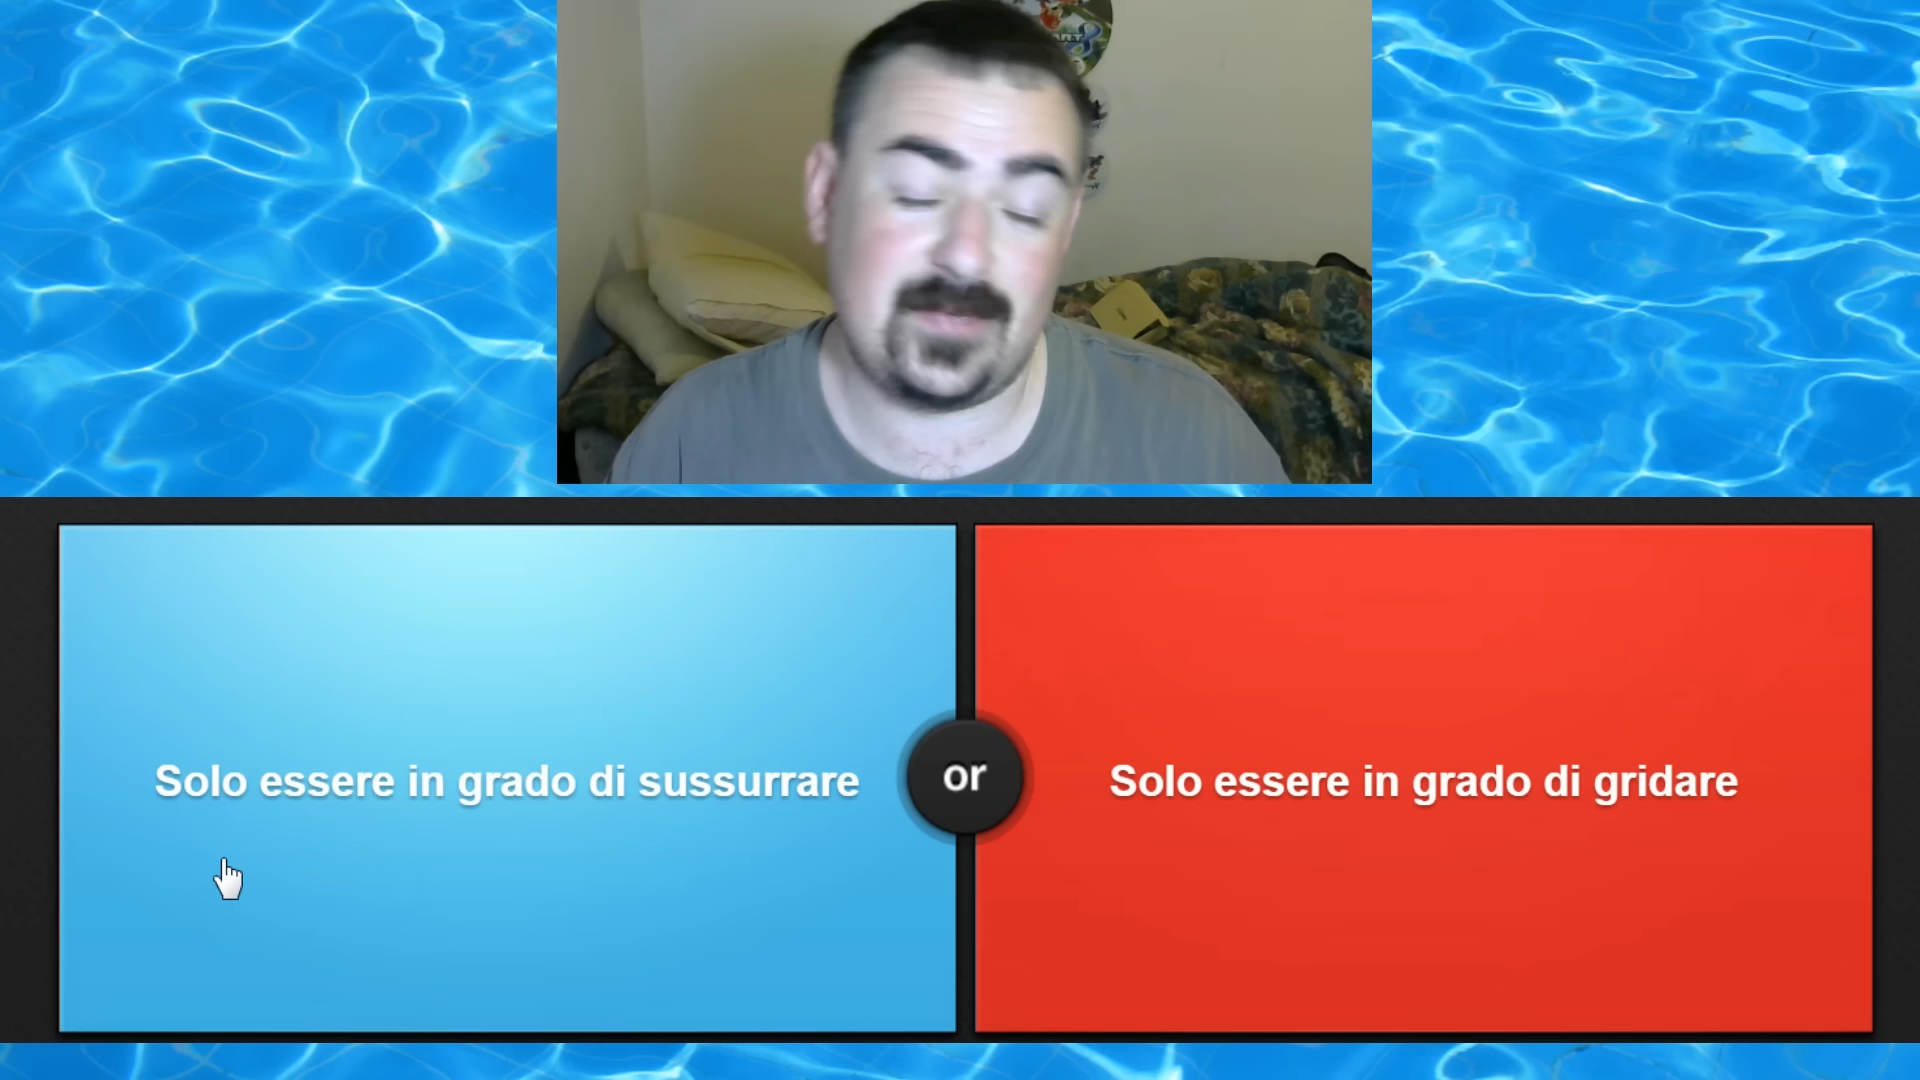 Solo essere in grado di sussurrare
or
Solo essere in grado di gridare